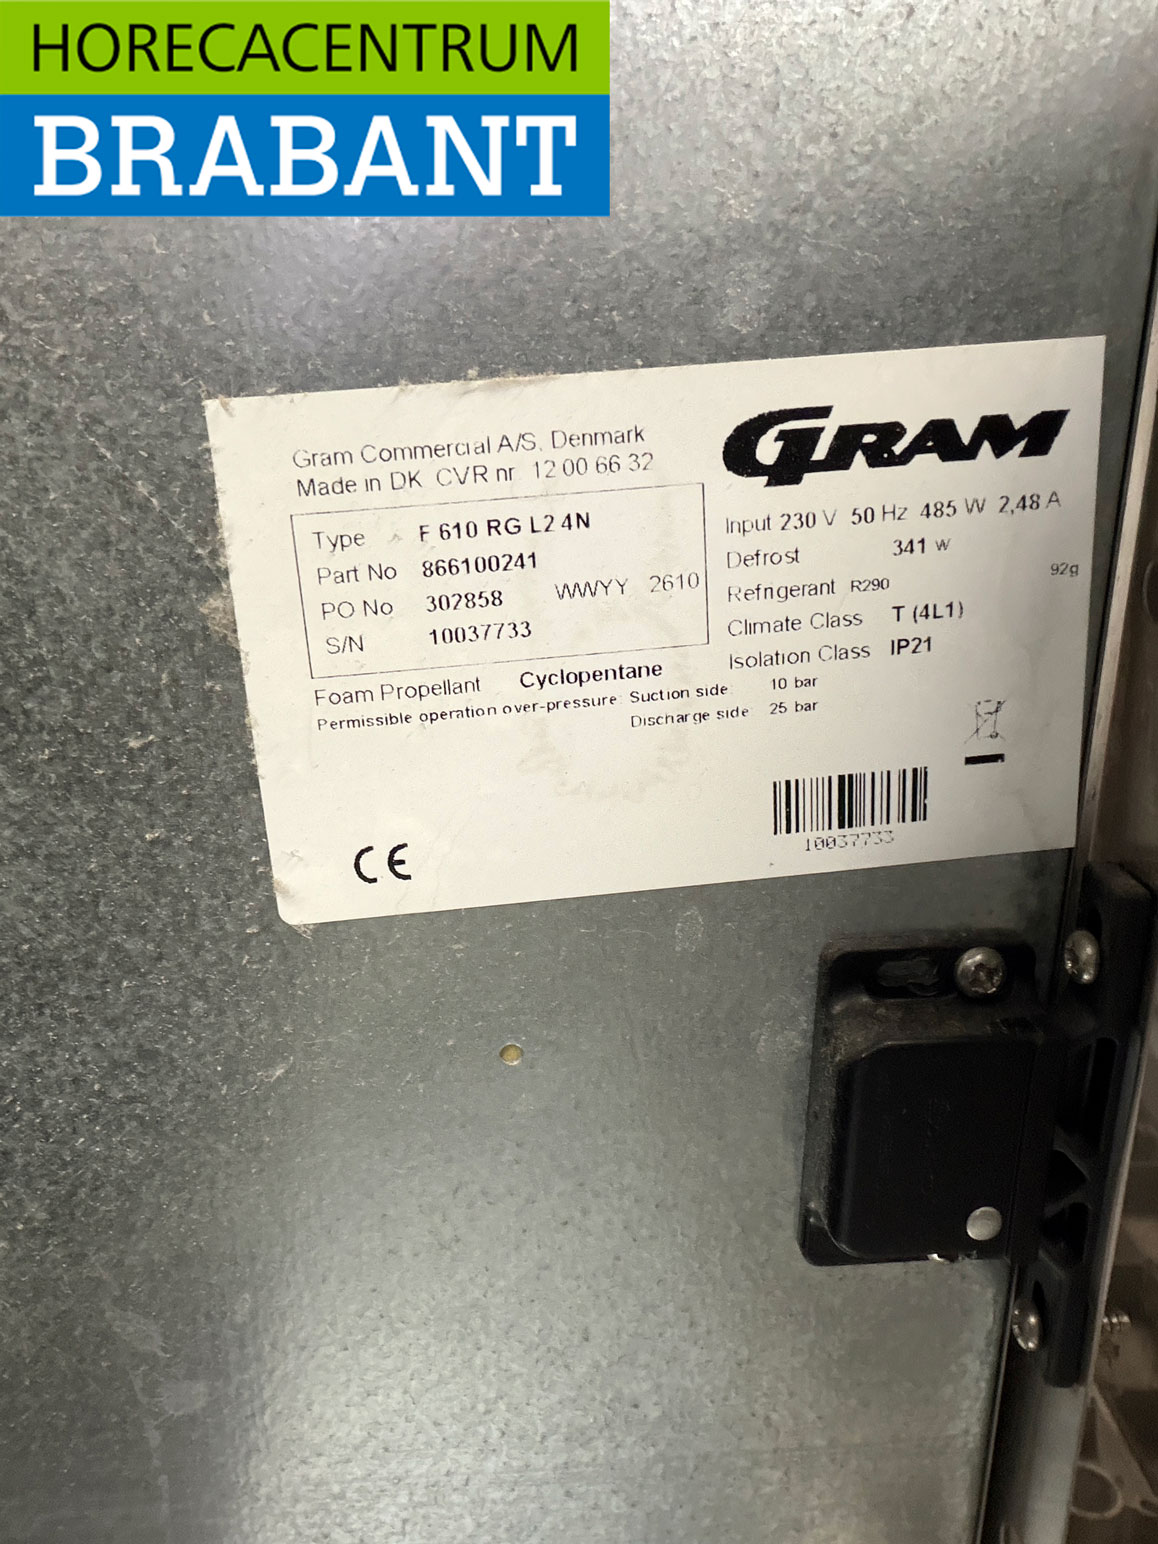 HORECACENTRUM
BRABANT
GRAM
Gram Commercial A/S, Denmark
Made in DK CVR nr 12 00 66 32
Type F 610 RG L2 4N
Part No 866100241
PO No 302858 WWYY 2610
S/N 10037733
Foam Propellant Cyclopentane
Permissible operation over-pressure: Suction side: 10 bar
Discharge side: 25 bar
Input 230 V 50 Hz 485 W 2,48 A
Defrost 341 W
Refrigerant R290 92g
Climate Class T (4L1)
Isolation Class IP21
CE
10037733